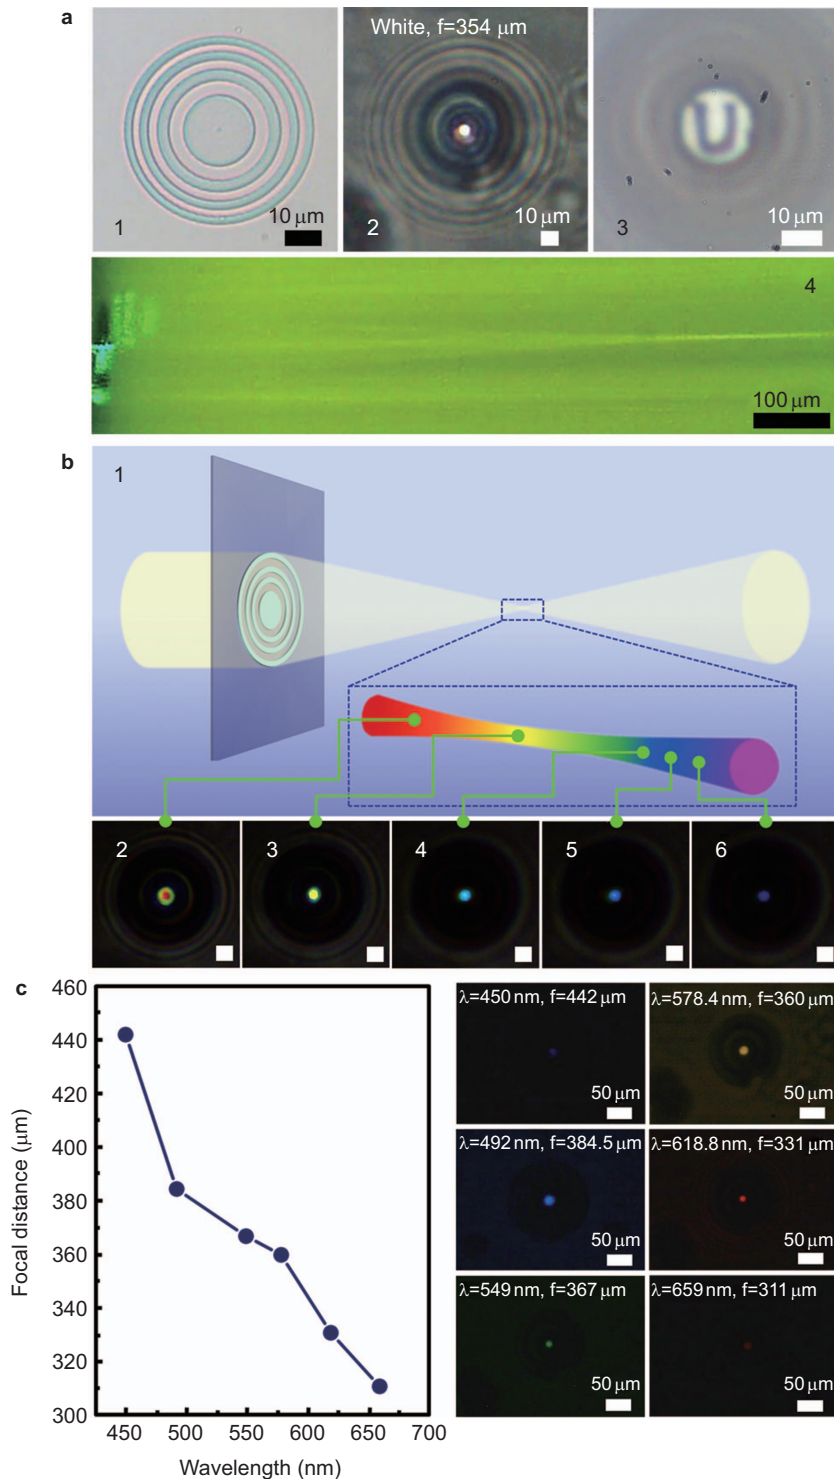 a
White, f=354 μm
10 μm
1
10 μm
2
10 μm
3
4
100 μm
b
1
2
3
4
5
6
c
460
440
420
400
380
360
340
320
300
450
500
550
600
650
700
Focal distance (μm)
Wavelength (nm)
λ=450 nm, f=442 μm
50 μm
λ=578.4 nm, f=360 μm
50 μm
λ=492 nm, f=384.5 μm
50 μm
λ=618.8 nm, f=331 μm
50 μm
λ=549 nm, f=367 μm
50 μm
λ=659 nm, f=311 μm
50 μm